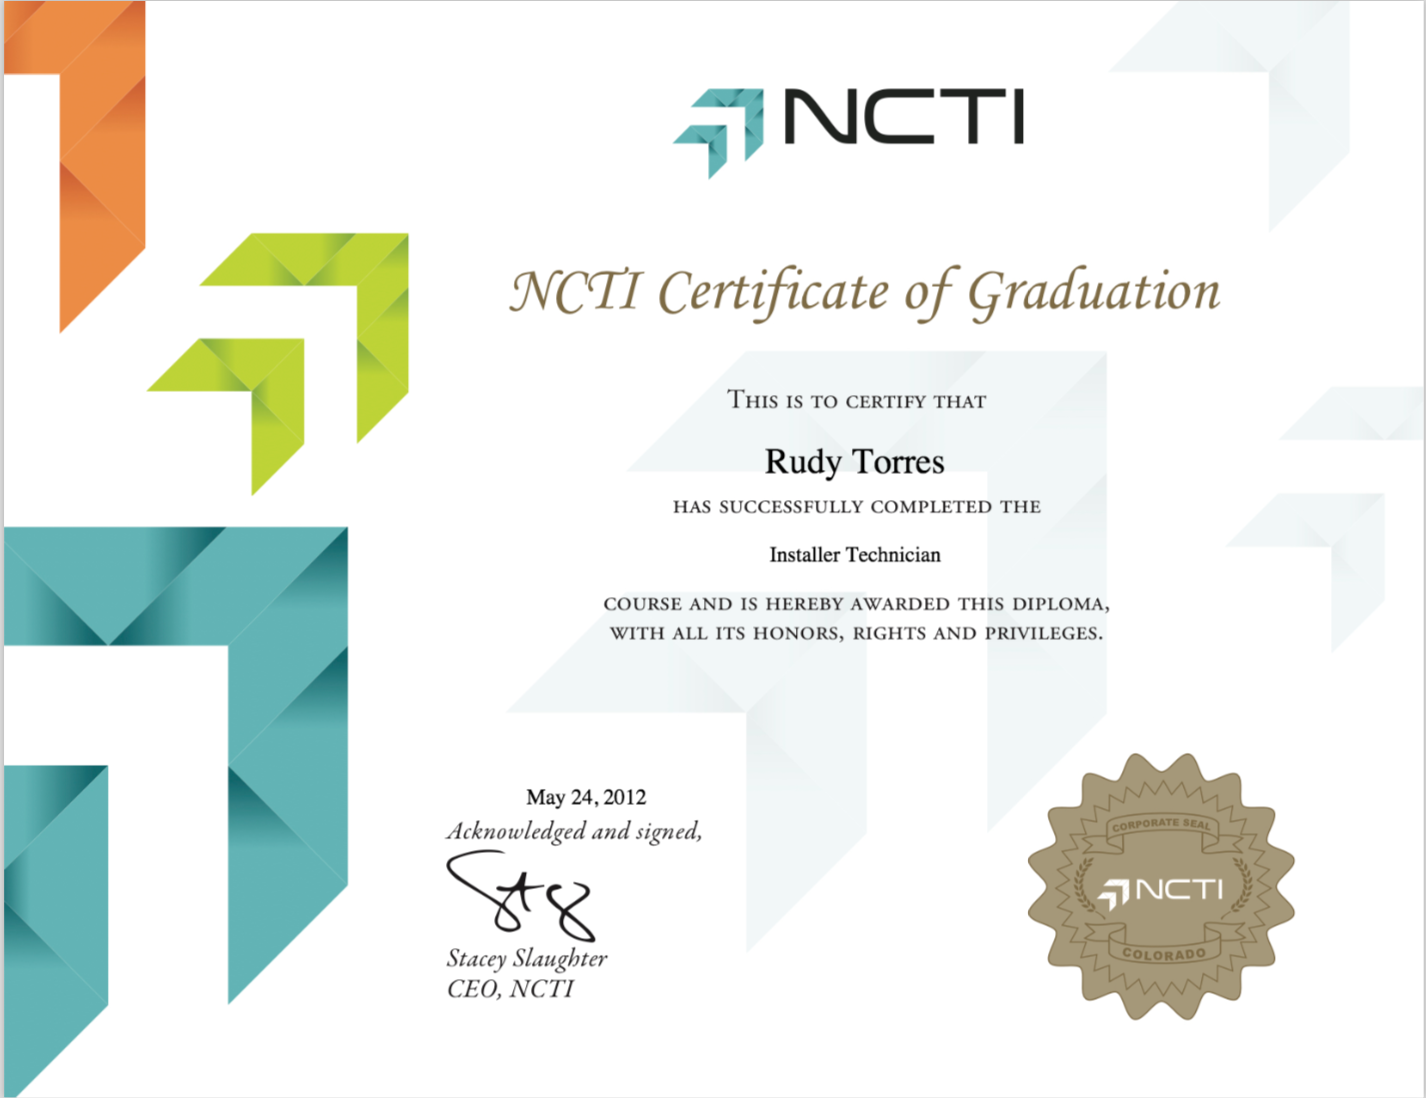 NCTI
NCTI Certificate of Graduation
This is to certify that
Rudy Torres
has successfully completed the
Installer Technician
course and is hereby awarded this diploma,
with all its honors, rights and privileges.
May 24, 2012
Acknowledged and signed,
Stacey Slaughter
CEO, NCTI
CORPORATE SEAL
NCTI
COLORADO